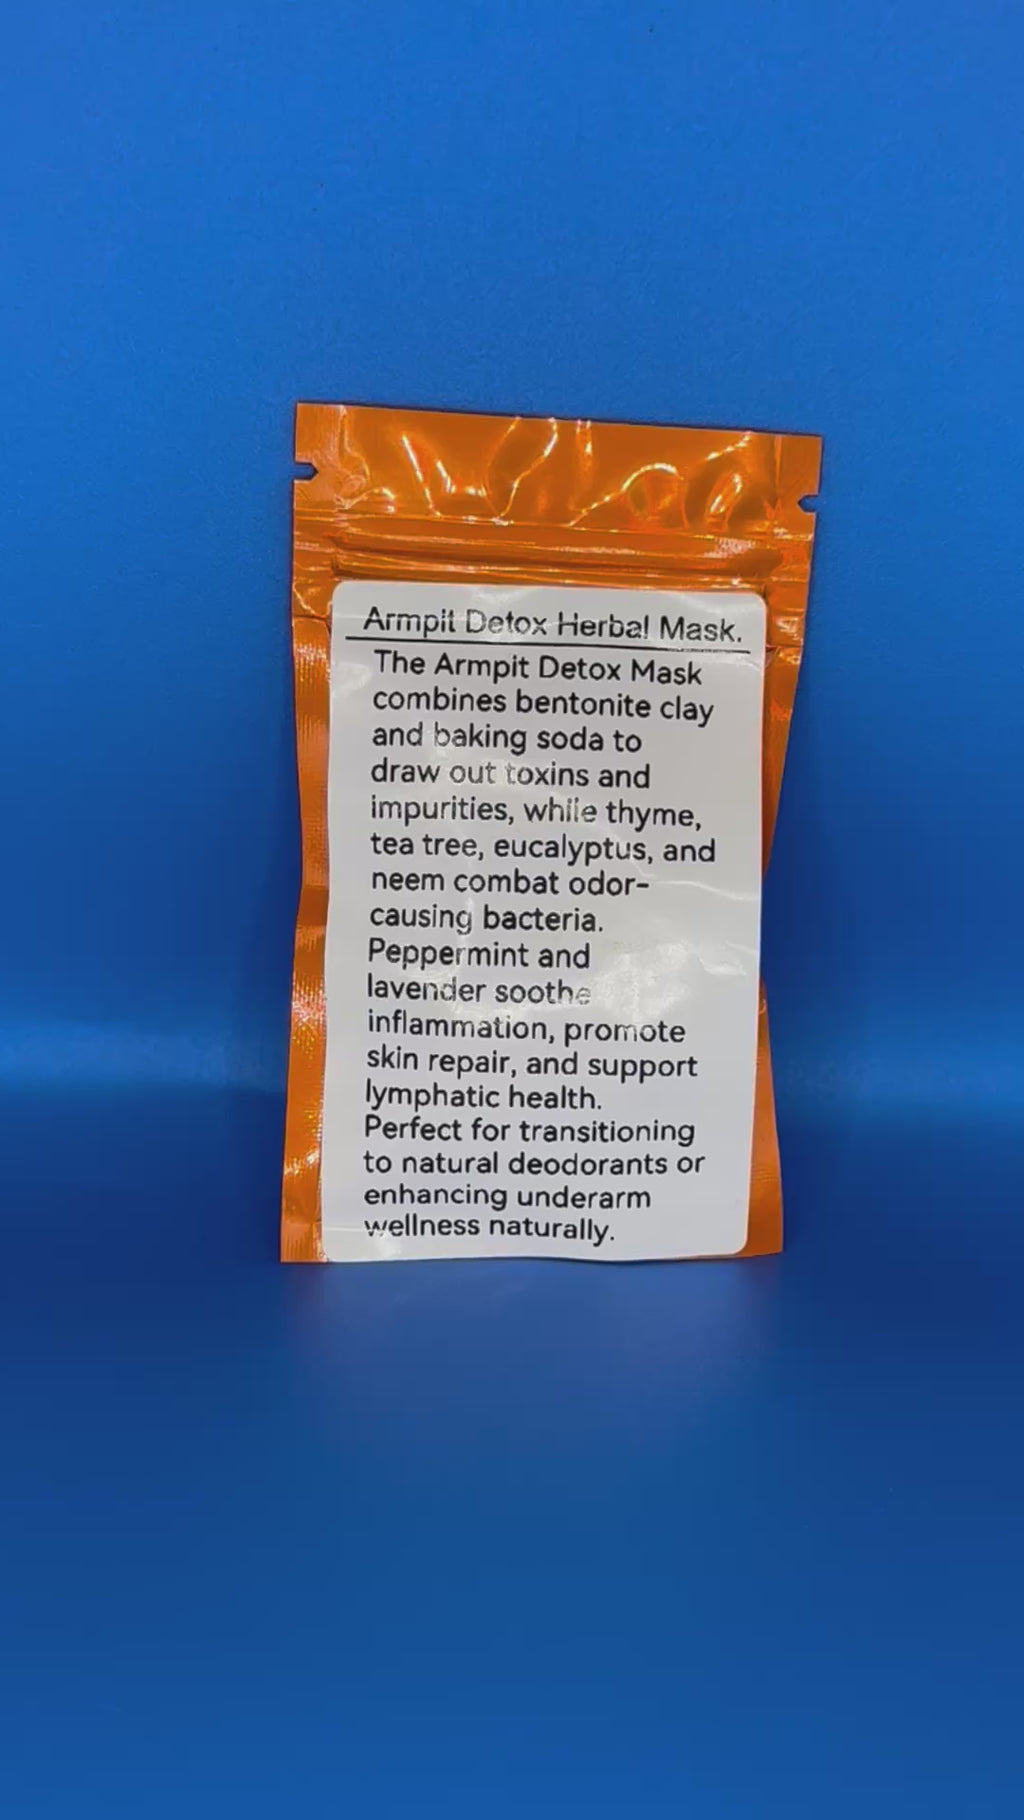 Armpit Detox Herbal Mask.
The Armpit Detox Mask
combines bentonite clay
and baking soda to
draw out toxins and
impurities, while thyme,
tea tree, eucalyptus, and
neem combat odor-
causing bacteria.
Peppermint and
lavender soothe
inflammation, promote
skin repair, and support
lymphatic health.
Perfect for transitioning
to natural deodorants or
enhancing underarm
wellness naturally.